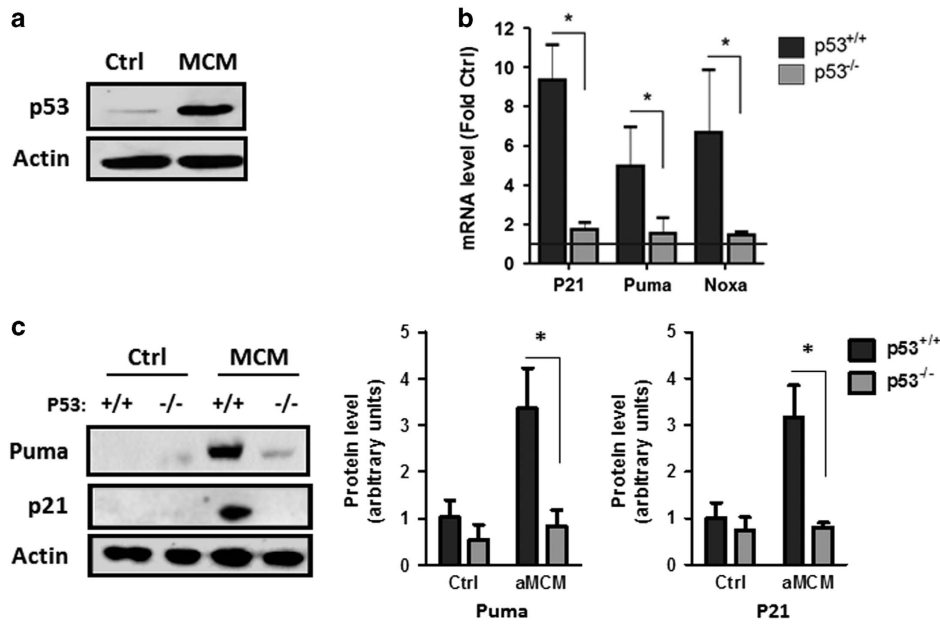 a
Ctrl MCM
p53
Actin
b
mRNA level (Fold Ctrl)
12
10
8
6
4
2
0
* * *
P21 Puma Noxa
p53+/+
p53-/-
c
Ctrl MCM
P53: +/+ -/- +/+ -/-
Puma
p21
Actin
Protein level
(arbitrary units)
5
4
3
2
1
0
*
Ctrl aMCM
Puma
Protein level
(arbitrary units)
5
4
3
2
1
0
*
Ctrl aMCM
P21
p53+/+
p53-/-